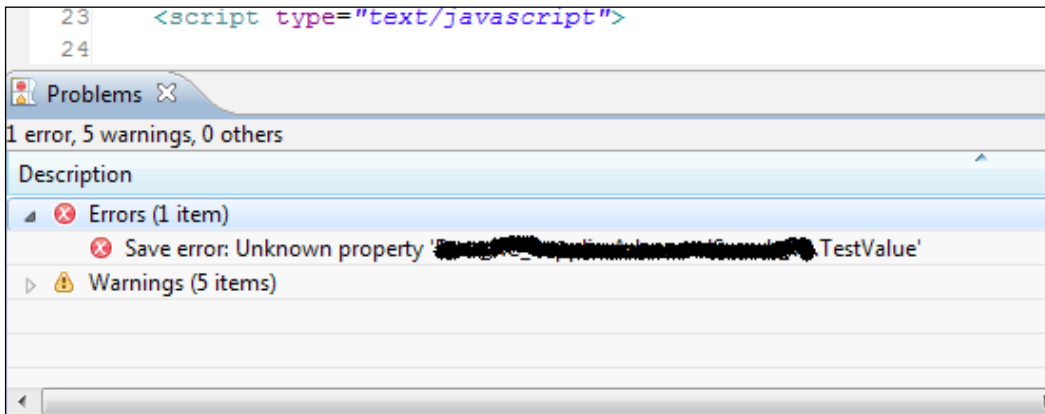 23 <script type="text/javascript">
24
Problems
1 error, 5 warnings, 0 others
Description
Errors (1 item)
Save error: Unknown property '.TestValue'
Warnings (5 items)